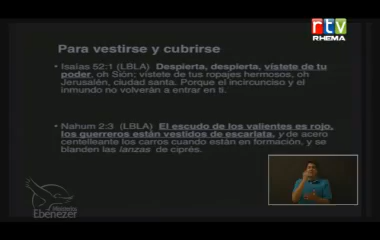 rtv
RHEMA
Para vestirse y cubrirse
Isaías 52:1 (LBLA) Despierta, despierta, vístete de tu
poder, oh Sión; vístete de tus ropajes hermosos, oh
Jerusalén, ciudad santa. Porque el incircunciso y el
inmundo no volverán a entrar en ti.
Nahum 2:3 (LBLA) El escudo de los valientes es rojo,
los guerreros están vestidos de escarlata, y de acero
centelleante los carros cuando están en formación, y se
blanden las lanzas de ciprés.
Ministerios
Ebenezer